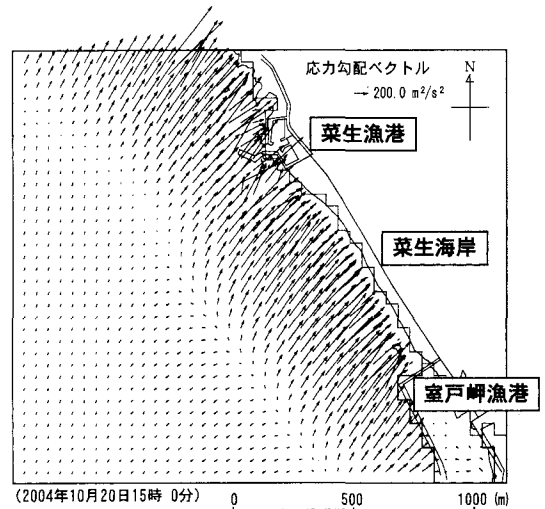 応力勾配ベクトル
→ 200.0 m²/s²
N
菜生漁港
菜生海岸
室戸岬漁港
(2004年10月20日15時 0分)
0 500 1000 (m)